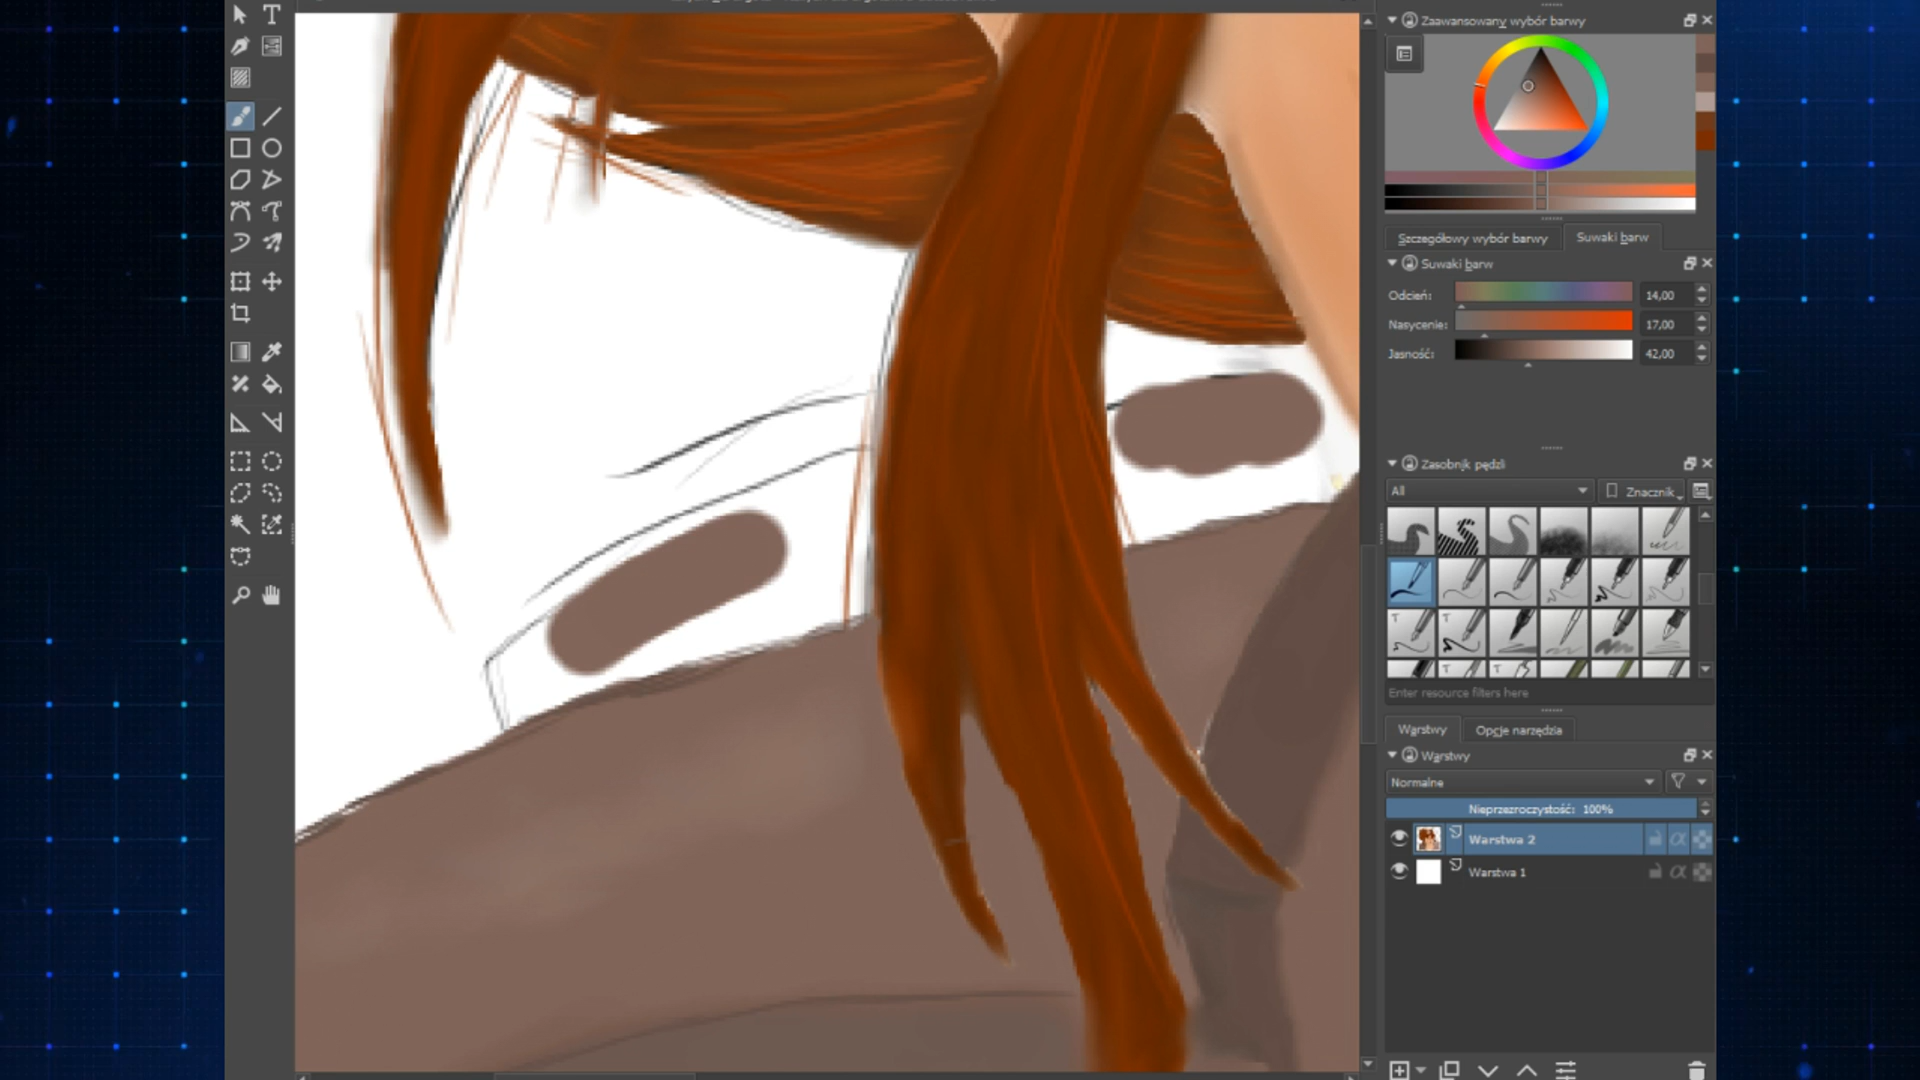 Zaawansowany wybór barwy
Szczegółowy wybór barwy
Suwaki barw
Suwaki barw
Odcień: 14,00
Nasycenie: 17,00
Jasność: 42,00
Zasobnik pędzli
All
Znacznik
Enter resource filters here
Warstwy
Opcje narzędzia
Warstwy
Normalne
Nieprzezroczystość: 100%
Warstwa 2
Warstwa 1